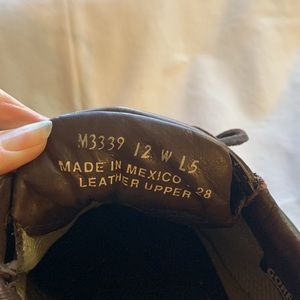 M3339 12 W L5
MADE IN MEXICO - 28
LEATHER UPPER